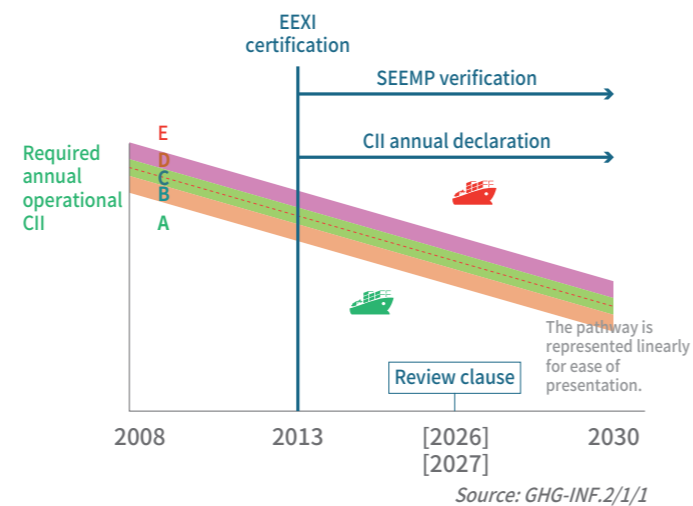 EEXI
certification
SEEMP verification
CII annual declaration
Required
annual
operational
CII
E
D
C
B
A
The pathway is
represented linearly
for ease of
presentation.
Review clause
2008
2013
[2026]
[2027]
2030
Source: GHG-INF.2/1/1